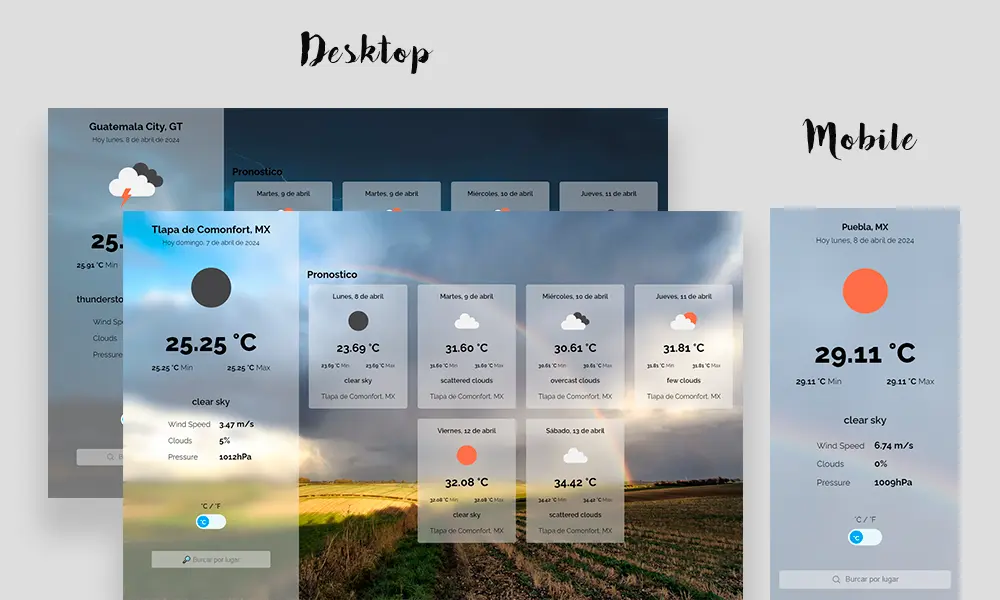 Desktop
Mobile
Guatemala City, GT
Hoy lunes, 8 de abril de 2024
25.
25.91 °C Min
Wind
Clouds
Pressure
Pronostico
Martes, 9 de abril
Martes, 9 de abril
Miércoles, 10 de abril
Jueves, 11 de abril
Tlapa de Comonfort, MX
Hoy domingo, 7 de abril de 2024
25.25 °C
25.25 °C Min
25.25 °C Max
clear sky
Wind Speed 3.47 m/s
Clouds 5%
Pressure 1012hPa
°C / °F
°C
Burcar por lugar
Pronostico
Lunes, 8 de abril
23.69 °C
23.69 °C Min
23.69 °C Max
clear sky
Tlapa de Comonfort, MX
Martes, 9 de abril
31.60 °C
31.60 °C Min
31.60 °C Max
scattered clouds
Tlapa de Comonfort, MX
Miércoles, 10 de abril
30.61 °C
30.61 °C Min
30.61 °C Max
overcast clouds
Tlapa de Comonfort, MX
Jueves, 11 de abril
31.81 °C
31.81 °C Min
31.81 °C Max
few clouds
Tlapa de Comonfort, MX
Viernes, 12 de abril
32.08 °C
32.08 °C Min
32.08 °C Max
clear sky
Tlapa de Comonfort, MX
Sábado, 13 de abril
34.42 °C
34.42 °C Min
34.42 °C Max
scattered clouds
Tlapa de Comonfort, MX
Puebla, MX
Hoy lunes, 8 de abril de 2024
29.11 °C
29.11 °C Min
29.11 °C Max
clear sky
Wind Speed 6.74 m/s
Clouds 0%
Pressure 1009hPa
°C / °F
°C
Burcar por lugar